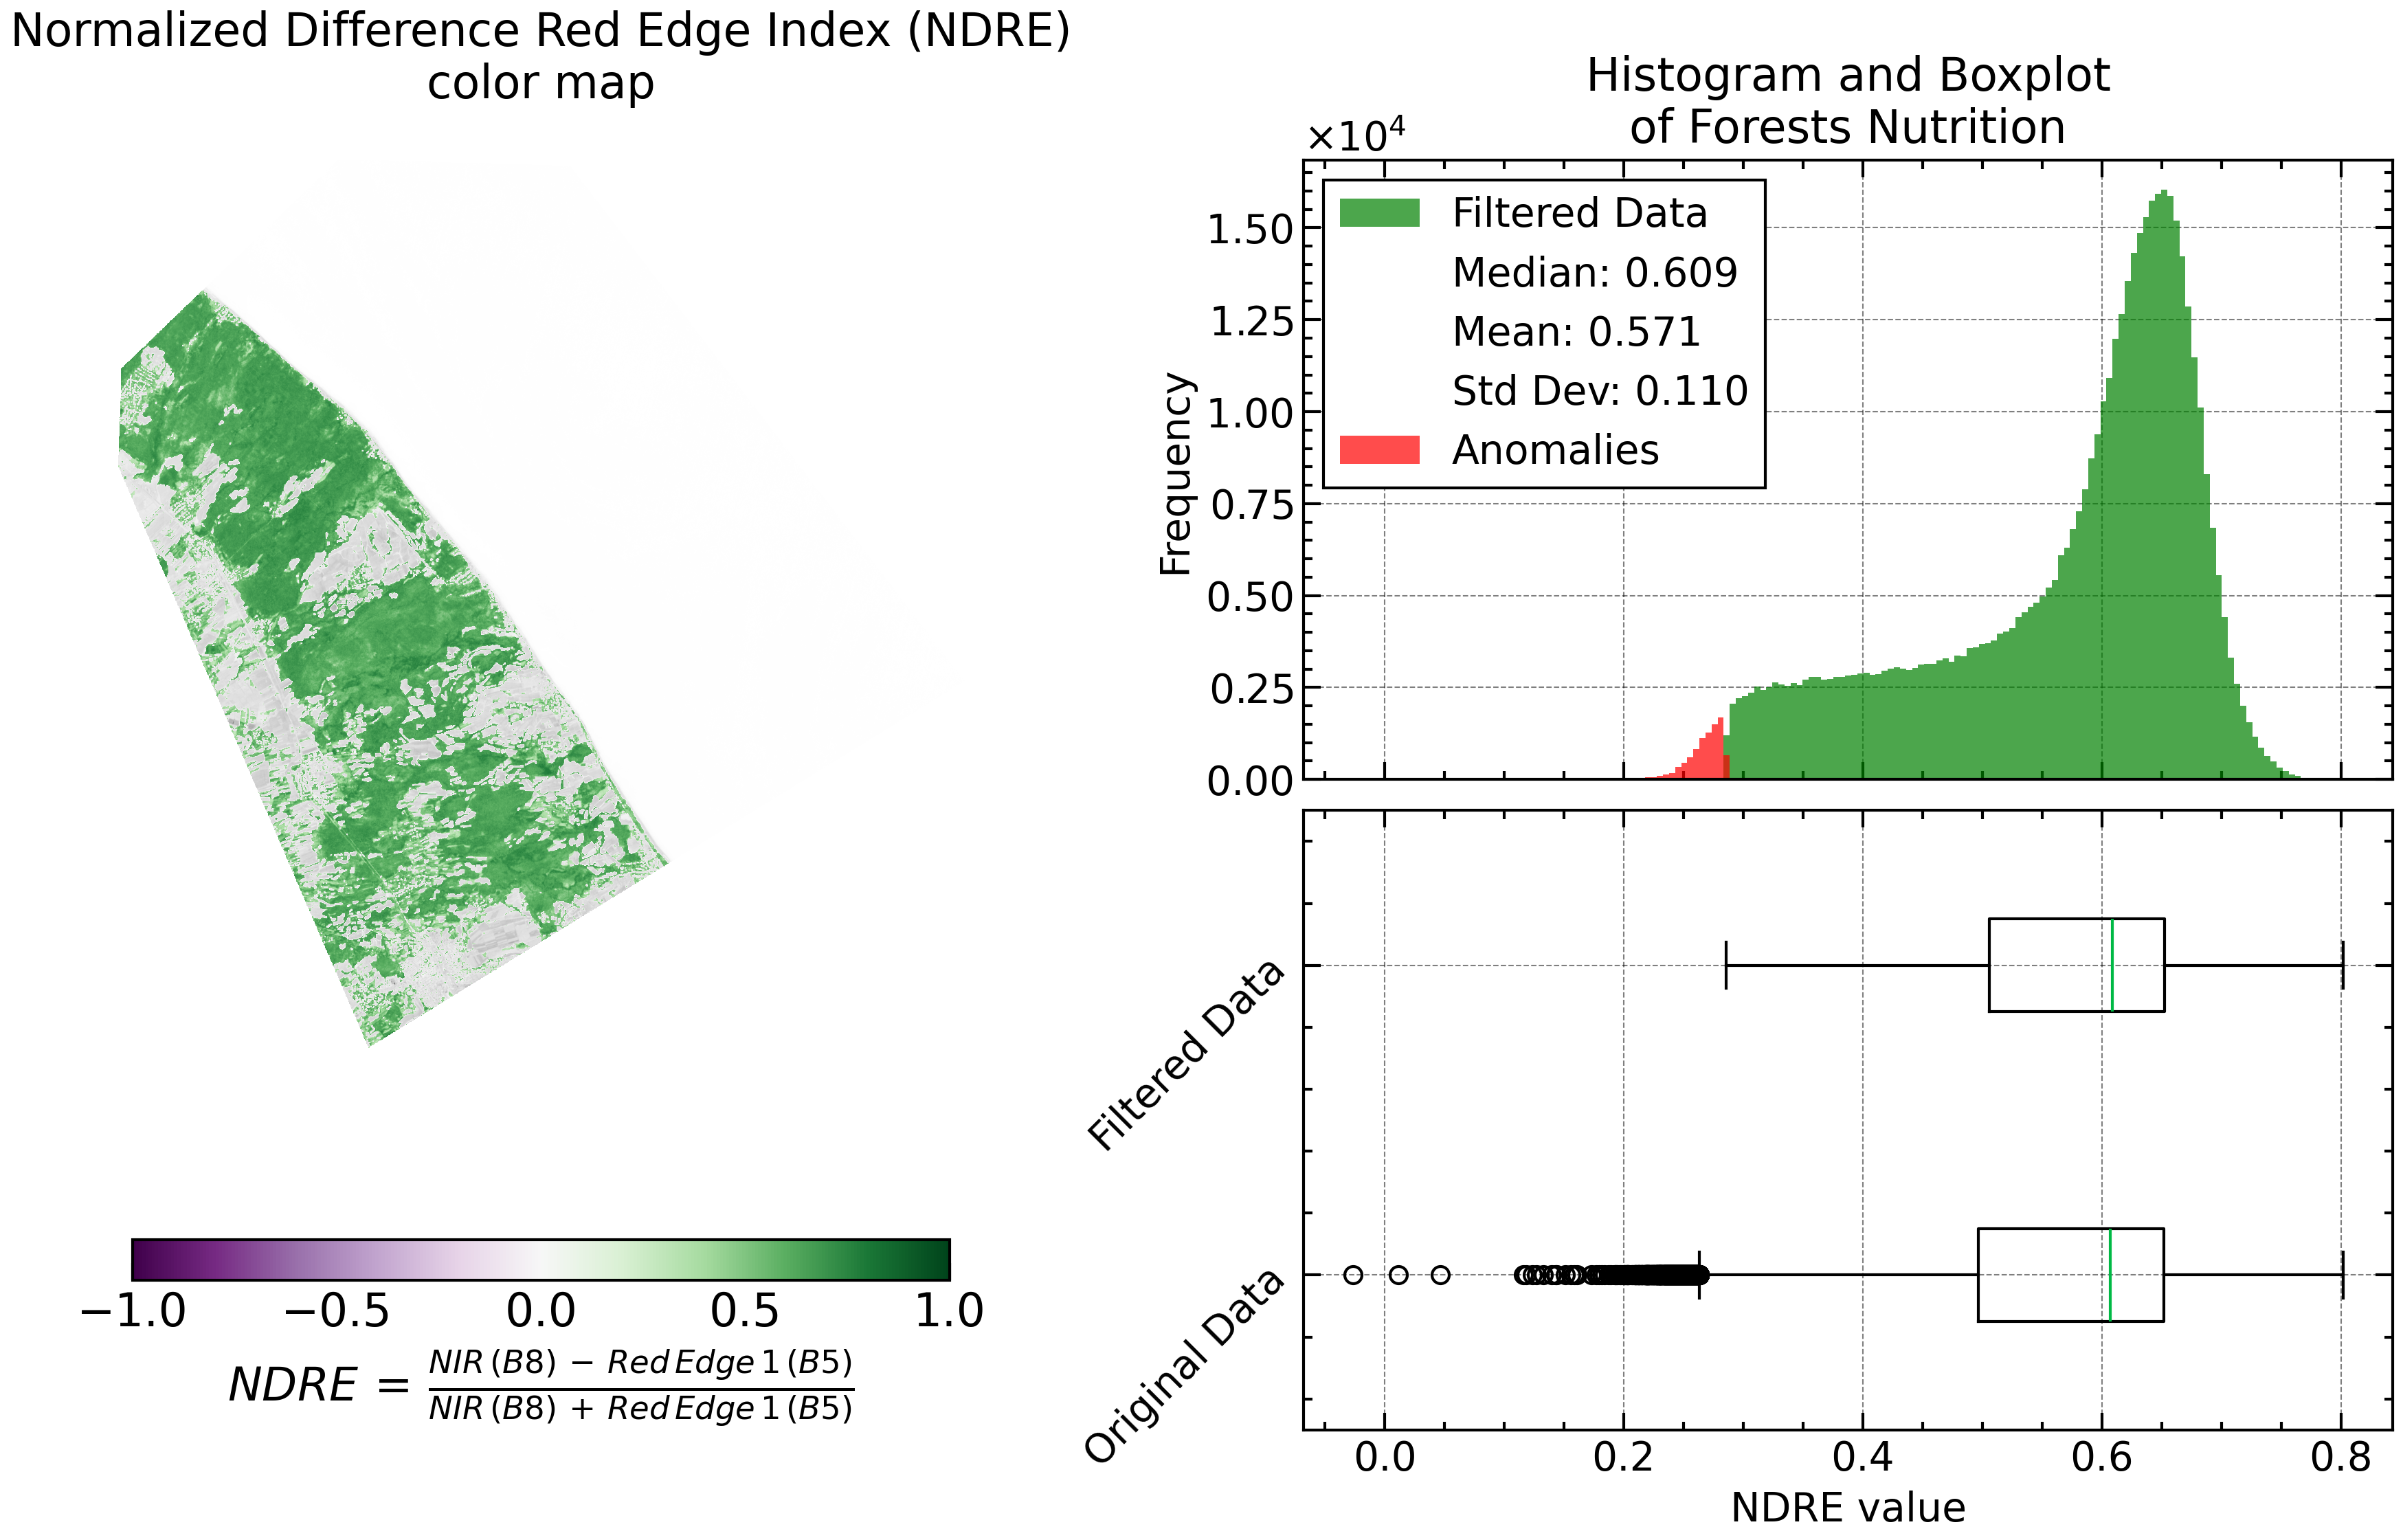 Normalized Difference Red Edge Index (NDRE)
color map
−1.0 −0.5 0.0 0.5 1.0
NDRE = NIR (B8) − Red Edge 1 (B5) / NIR (B8) + Red Edge 1 (B5)
Histogram and Boxplot
of Forests Nutrition
×10⁴
1.50
1.25
1.00
0.75
0.50
0.25
0.00
Frequency
Filtered Data
Median: 0.609
Mean: 0.571
Std Dev: 0.110
Anomalies
Filtered Data
Original Data
0.0 0.2 0.4 0.6 0.8
NDRE value